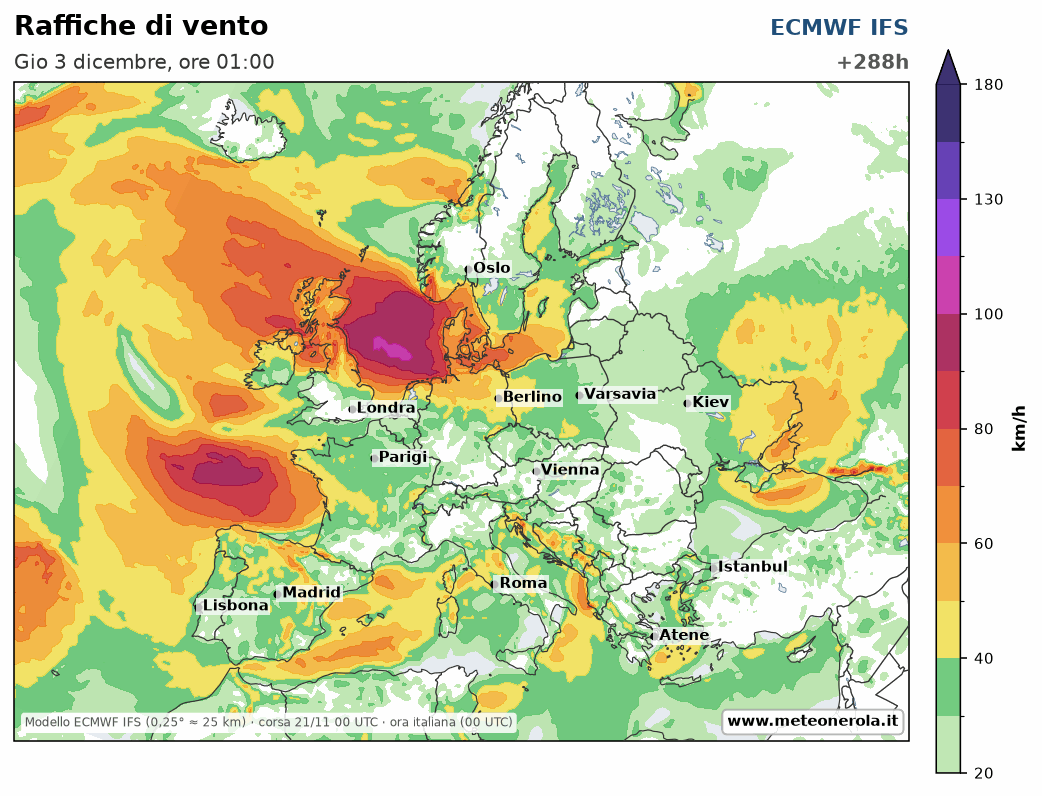 Raffiche di vento
ECMWF IFS
Gio 3 dicembre, ore 01:00
+288h
180
130
100
80
60
40
20
km/h
Oslo
Berlino
Varsavia
Kiev
Londra
Parigi
Vienna
Istanbul
Roma
Madrid
Lisbona
Atene
Modello ECMWF IFS (0,25° ≈ 25 km) · corsa 21/11 00 UTC · ora italiana (00 UTC)
www.meteonerola.it